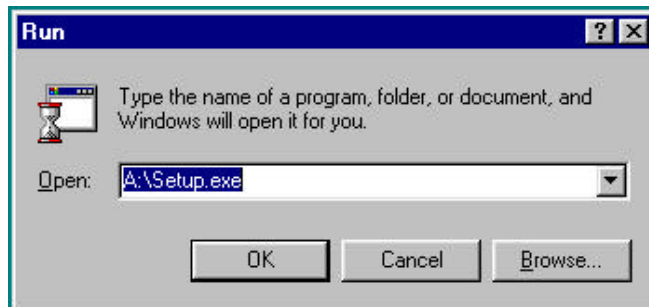 Run
Type the name of a program, folder, or document, and
Windows will open it for you.
Open: A:\Setup.exe
OK Cancel Browse...